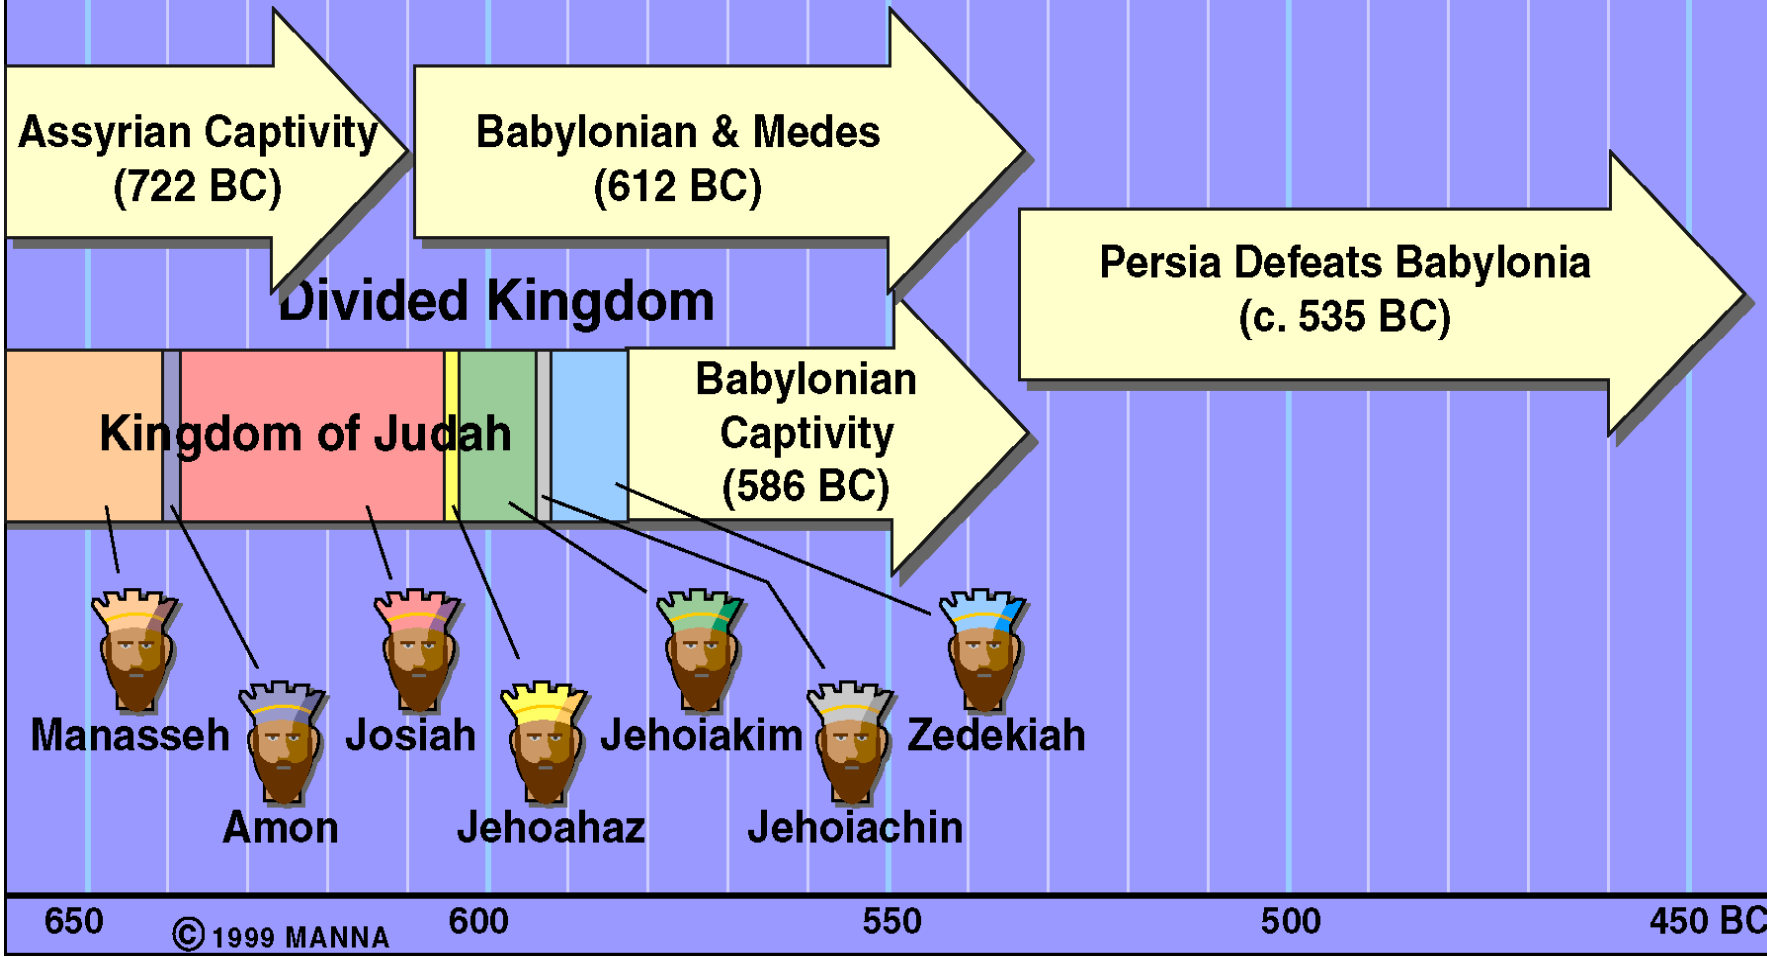 Assyrian Captivity
(722 BC)
Babylonian & Medes
(612 BC)
Persia Defeats Babylonia
(c. 535 BC)
Divided Kingdom
Kingdom of Judah
Babylonian
Captivity
(586 BC)
Manasseh
Amon
Josiah
Jehoahaz
Jehoiakim
Jehoiachin
Zedekiah
650 600 550 500 450 BC
© 1999 MANNA